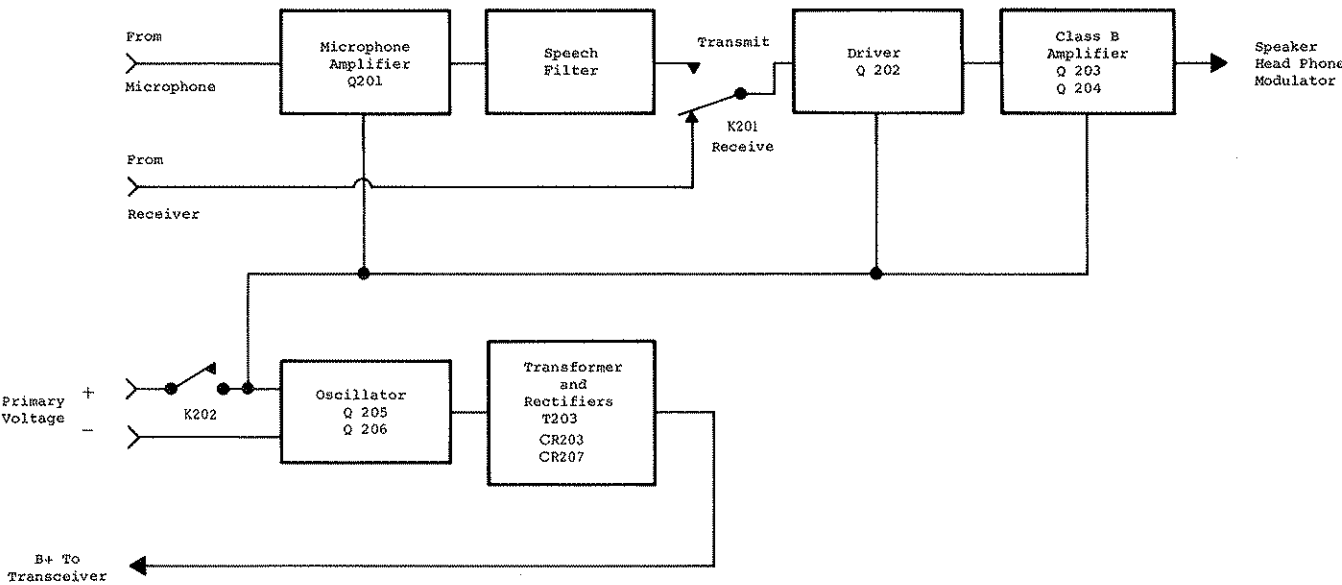 From
Microphone
Microphone
Amplifier
Q201
Speech
Filter
Transmit
K201
Receive
Driver
Q 202
Class B
Amplifier
Q 203
Q 204
Speaker
Head Phone
Modulator
From
Receiver
Primary
Voltage
+
−
K202
Oscillator
Q 205
Q 206
Transformer
and
Rectifiers
T203
CR203
CR207
B+ To
Transceiver